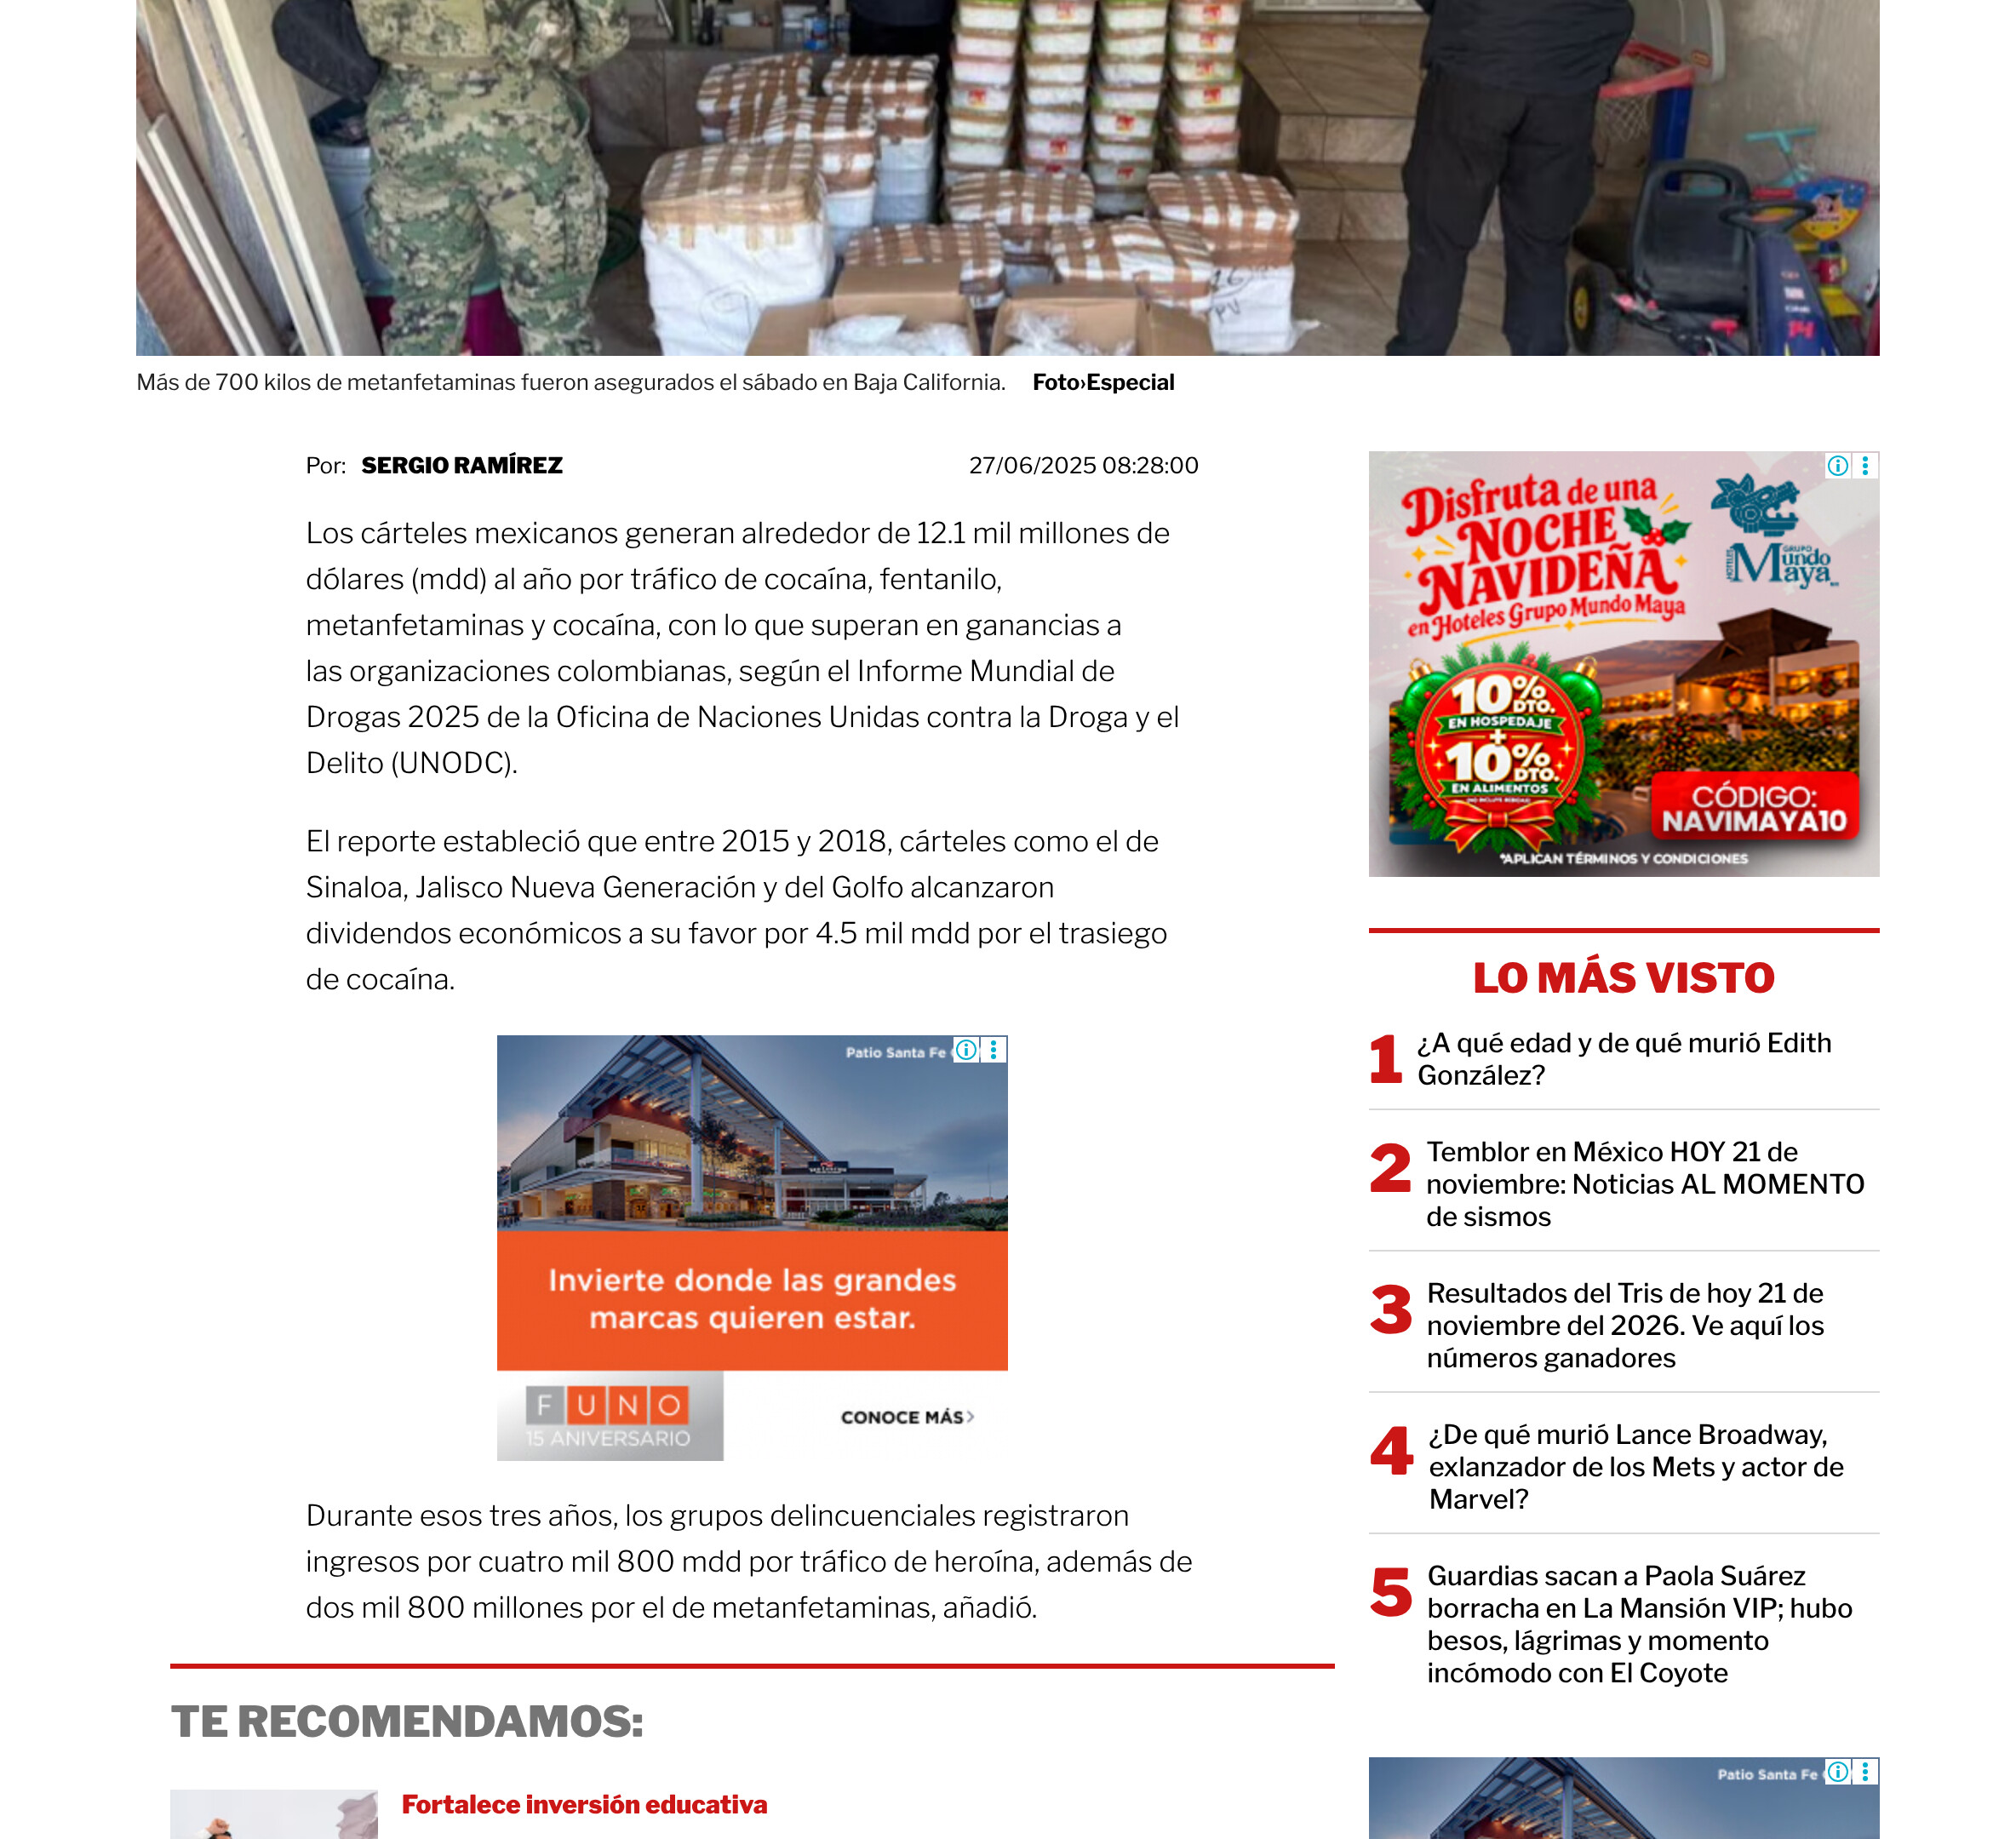 Más de 700 kilos de metanfetaminas fueron asegurados el sábado en Baja California. Foto›Especial
Por: SERGIO RAMÍREZ 27/06/2025 08:28:00
Los cárteles mexicanos generan alrededor de 12.1 mil millones de
dólares (mdd) al año por tráfico de cocaína, fentanilo,
metanfetaminas y cocaína, con lo que superan en ganancias a
las organizaciones colombianas, según el Informe Mundial de
Drogas 2025 de la Oficina de Naciones Unidas contra la Droga y el
Delito (UNODC).
El reporte estableció que entre 2015 y 2018, cárteles como el de
Sinaloa, Jalisco Nueva Generación y del Golfo alcanzaron
dividendos económicos a su favor por 4.5 mil mdd por el trasiego
de cocaína.
Patio Santa Fe
Invierte donde las grandes
marcas quieren estar.
FUNO
15 ANIVERSARIO
CONOCE MÁS>
Durante esos tres años, los grupos delincuenciales registraron
ingresos por cuatro mil 800 mdd por tráfico de heroína, además de
dos mil 800 millones por el de metanfetaminas, añadió.
TE RECOMENDAMOS:
Fortalece inversión educativa
Disfruta de una
NOCHE
NAVIDEÑA
en Hoteles Grupo Mundo Maya
HOTELES GRUPO
Mundo
Maya
10% DTO.
EN HOSPEDAJE
+
10% DTO.
EN ALIMENTOS
CÓDIGO:
NAVIMAYA10
*APLICAN TÉRMINOS Y CONDICIONES
LO MÁS VISTO
1 ¿A qué edad y de qué murió Edith
González?
2 Temblor en México HOY 21 de
noviembre: Noticias AL MOMENTO
de sismos
3 Resultados del Tris de hoy 21 de
noviembre del 2026. Ve aquí los
números ganadores
4 ¿De qué murió Lance Broadway,
exlanzador de los Mets y actor de
Marvel?
5 Guardias sacan a Paola Suárez
borracha en La Mansión VIP; hubo
besos, lágrimas y momento
incómodo con El Coyote
Patio Santa Fe